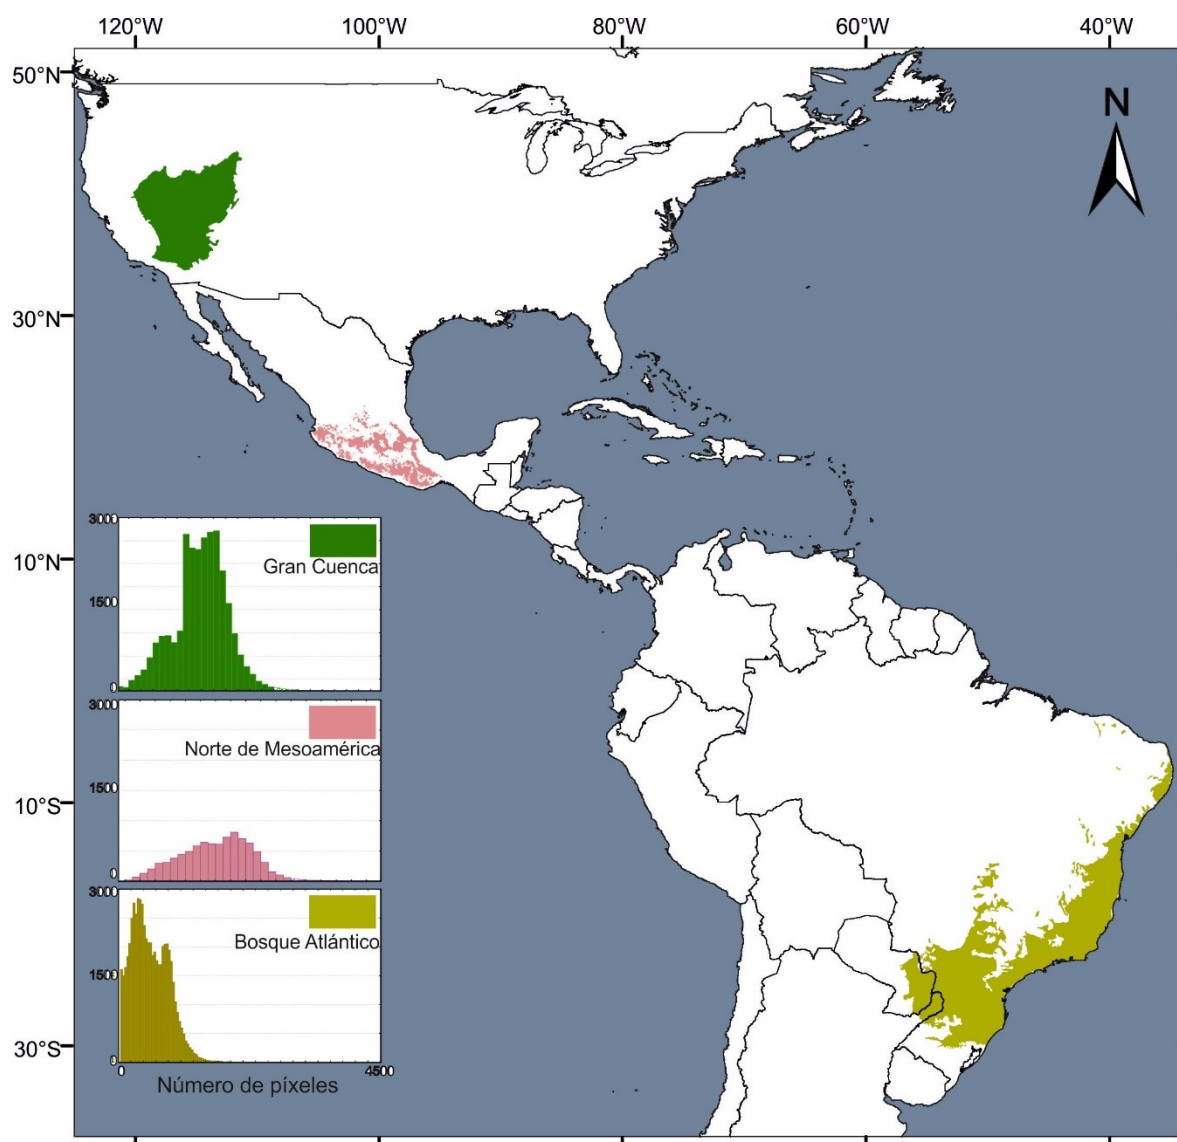 120°W 100°W 80°W 60°W 40°W
50°N
N
30°N
3000
Gran Cuenca
1500
0
10°N
3000
Norte de Mesoamérica
1500
0
10°S
3000
Bosque Atlántico
1500
0
30°S
0 4500
Número de píxeles